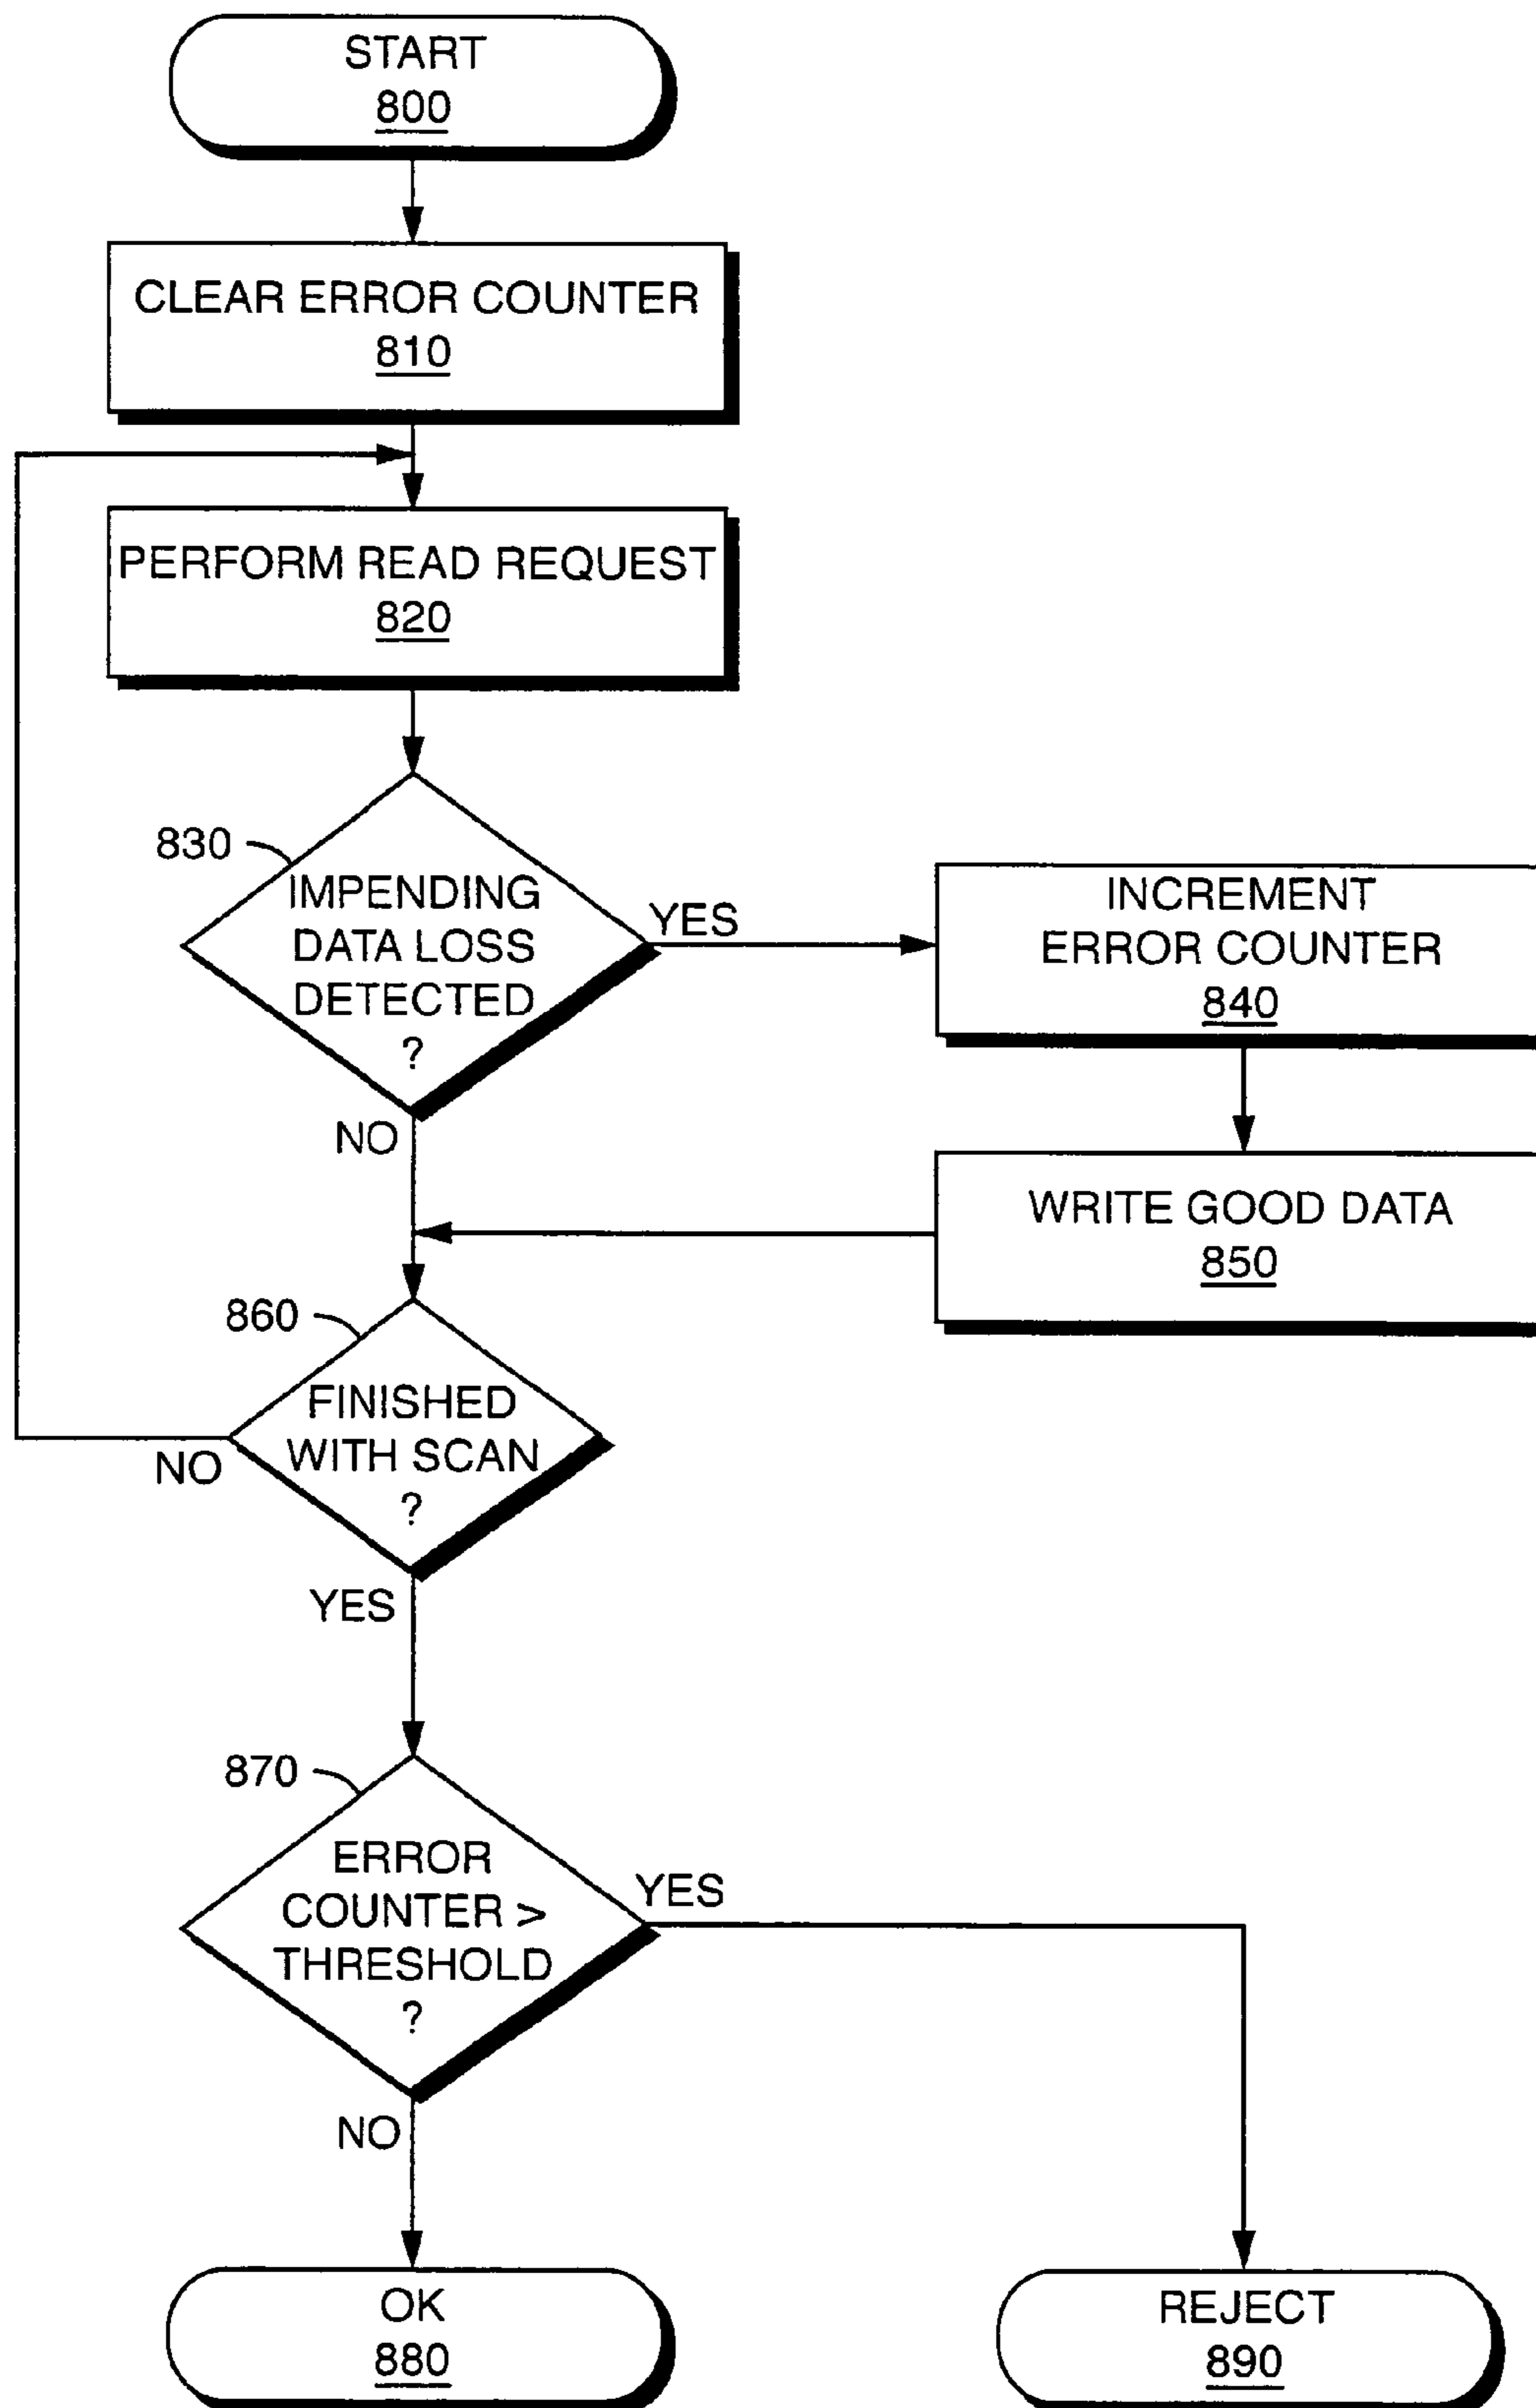 START
800
CLEAR ERROR COUNTER
810
PERFORM READ REQUEST
820
830
IMPENDING
DATA LOSS
DETECTED
?
YES
NO
INCREMENT
ERROR COUNTER
840
WRITE GOOD DATA
850
860
FINISHED
WITH SCAN
?
NO
YES
870
ERROR
COUNTER >
THRESHOLD
?
YES
NO
OK
880
REJECT
890